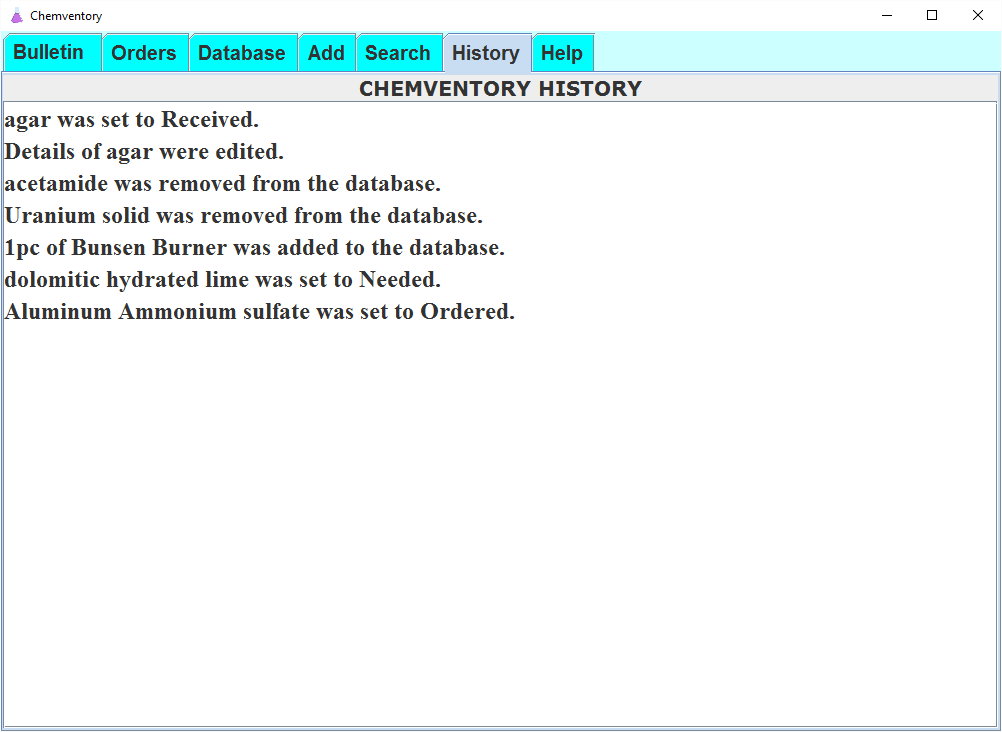 Chemventory
Bulletin Orders Database Add Search History Help
CHEMVENTORY HISTORY
agar was set to Received.
Details of agar were edited.
acetamide was removed from the database.
Uranium solid was removed from the database.
1pc of Bunsen Burner was added to the database.
dolomitic hydrated lime was set to Needed.
Aluminum Ammonium sulfate was set to Ordered.